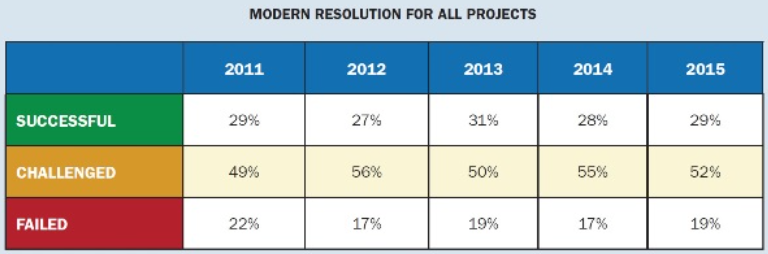 MODERN RESOLUTION FOR ALL PROJECTS
2011 2012 2013 2014 2015
SUCCESSFUL 29% 27% 31% 28% 29%
CHALLENGED 49% 56% 50% 55% 52%
FAILED 22% 17% 19% 17% 19%